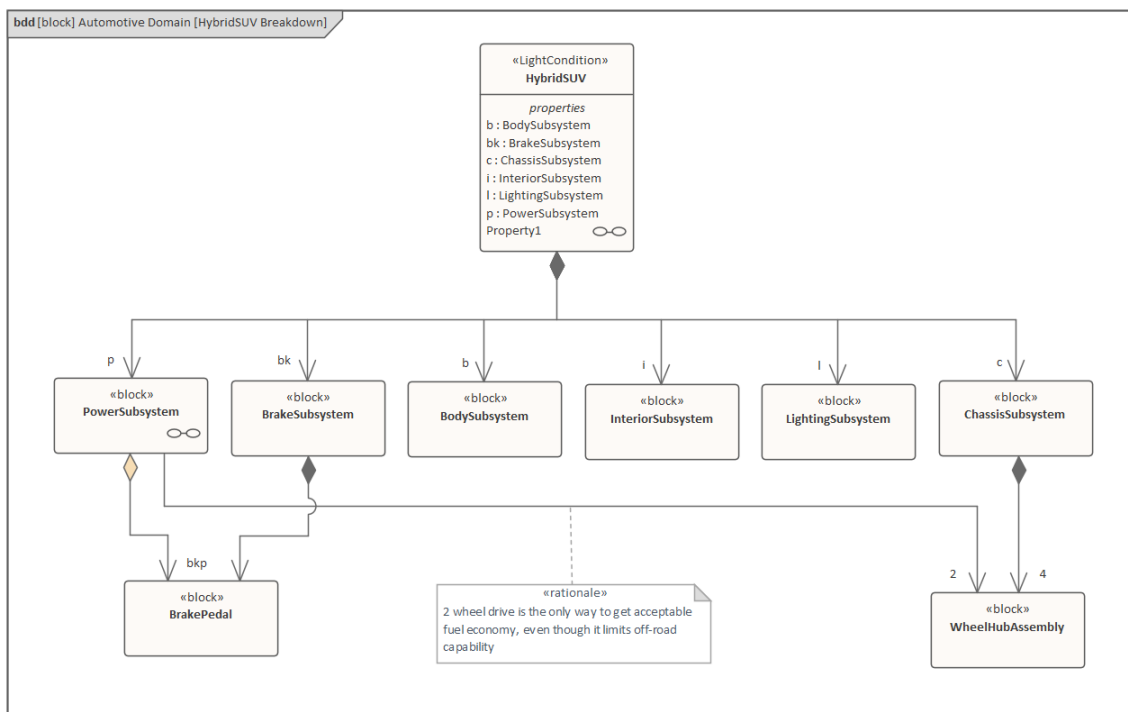 bdd [block] Automotive Domain [HybridSUV Breakdown]
«LightCondition»
HybridSUV
properties
b : BodySubsystem
bk : BrakeSubsystem
c : ChassisSubsystem
i : InteriorSubsystem
l : LightingSubsystem
p : PowerSubsystem
Property1
p
bk
b
i
l
c
«block»
PowerSubsystem
«block»
BrakeSubsystem
«block»
BodySubsystem
«block»
InteriorSubsystem
«block»
LightingSubsystem
«block»
ChassisSubsystem
bkp
2
4
«block»
BrakePedal
«rationale»
2 wheel drive is the only way to get acceptable
fuel economy, even though it limits off-road
capability
«block»
WheelHubAssembly